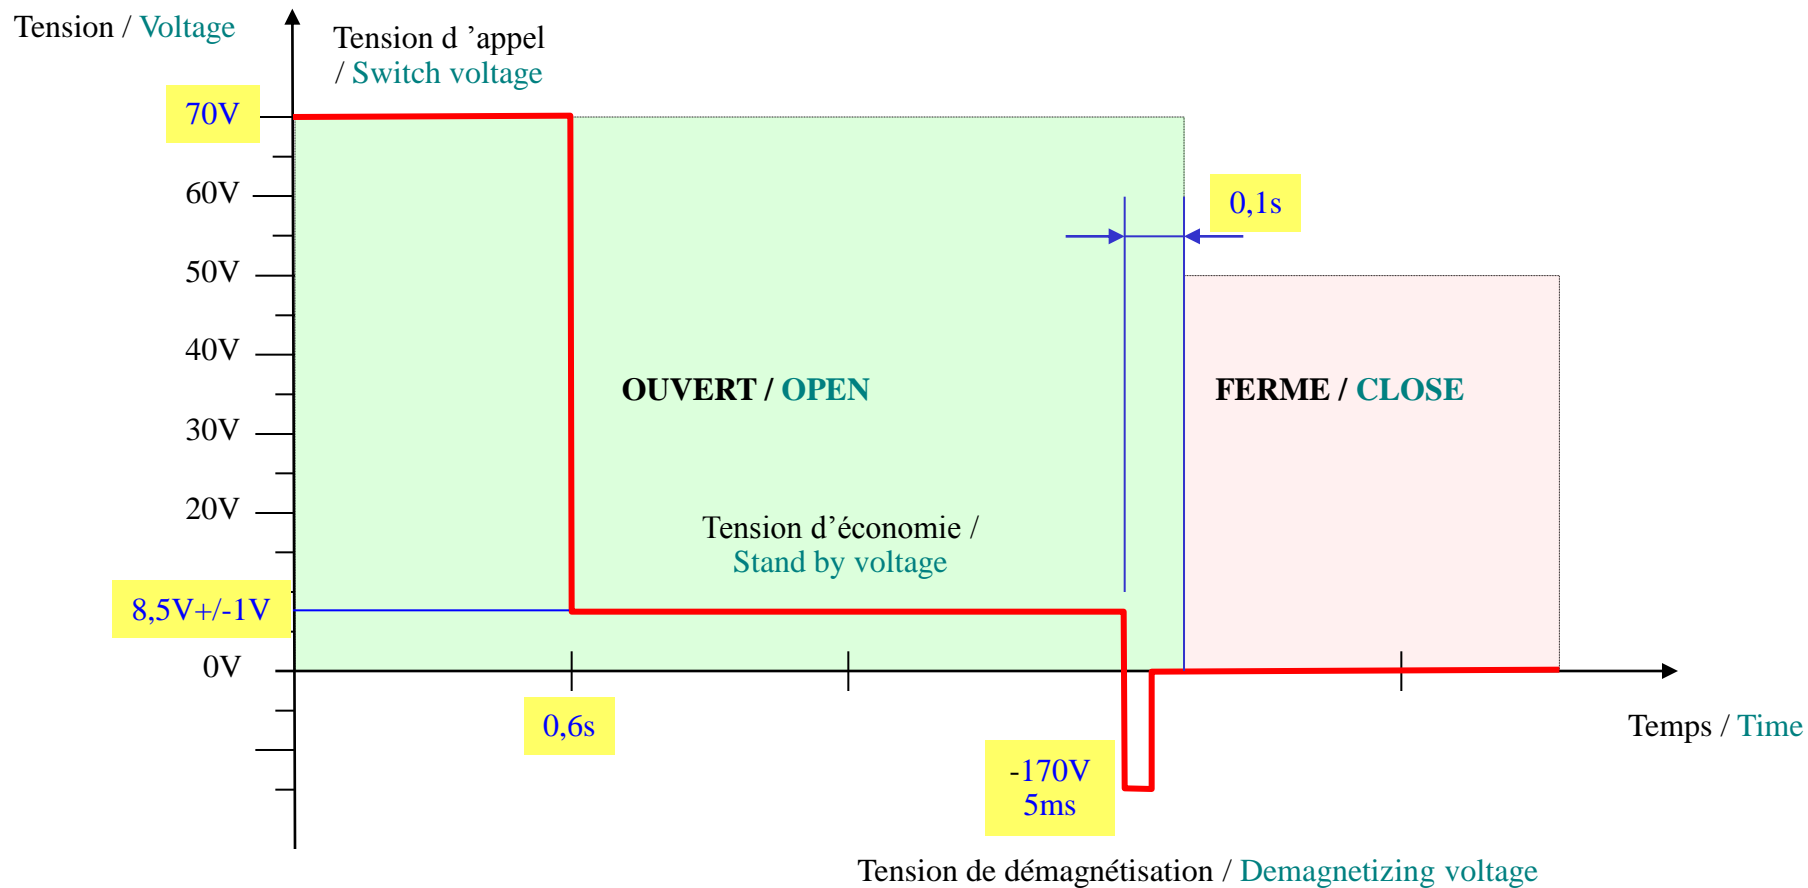 Tension / Voltage
Tension d ’appel
/ Switch voltage
70V
60V
0,1s
50V
40V
OUVERT / OPEN
FERME / CLOSE
30V
20V
Tension d’économie /
Stand by voltage
8,5V+/-1V
0V
0,6s
Temps / Time
-170V
5ms
Tension de démagnétisation / Demagnetizing voltage